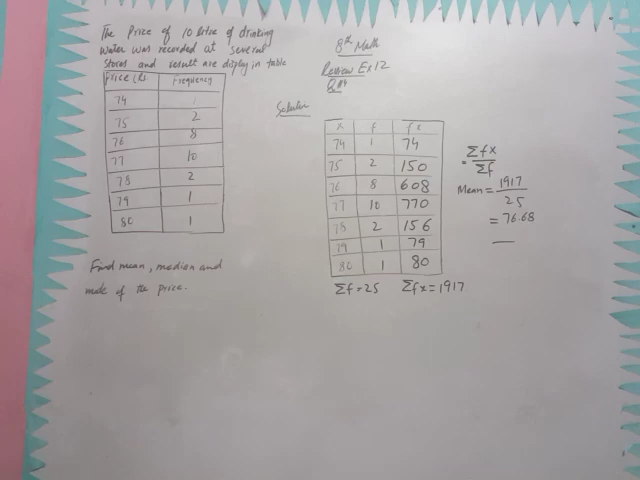 The Price of 10 litre of drinking
water was recorded at several
stores and result are display in table
Price (Rs Frequency
74 1
75 2
76 8
77 10
78 2
79 1
80 1
Find mean, median and
mode of the price.
8th Math
Review Ex 12
Q#4
Solution
x f fx
74 1 74
75 2 150
76 8 608
77 10 770
78 2 156
79 1 79
80 1 80
Σf=25 Σfx=1917
= Σfx / Σf
Mean = 1917 / 25
= 76.68